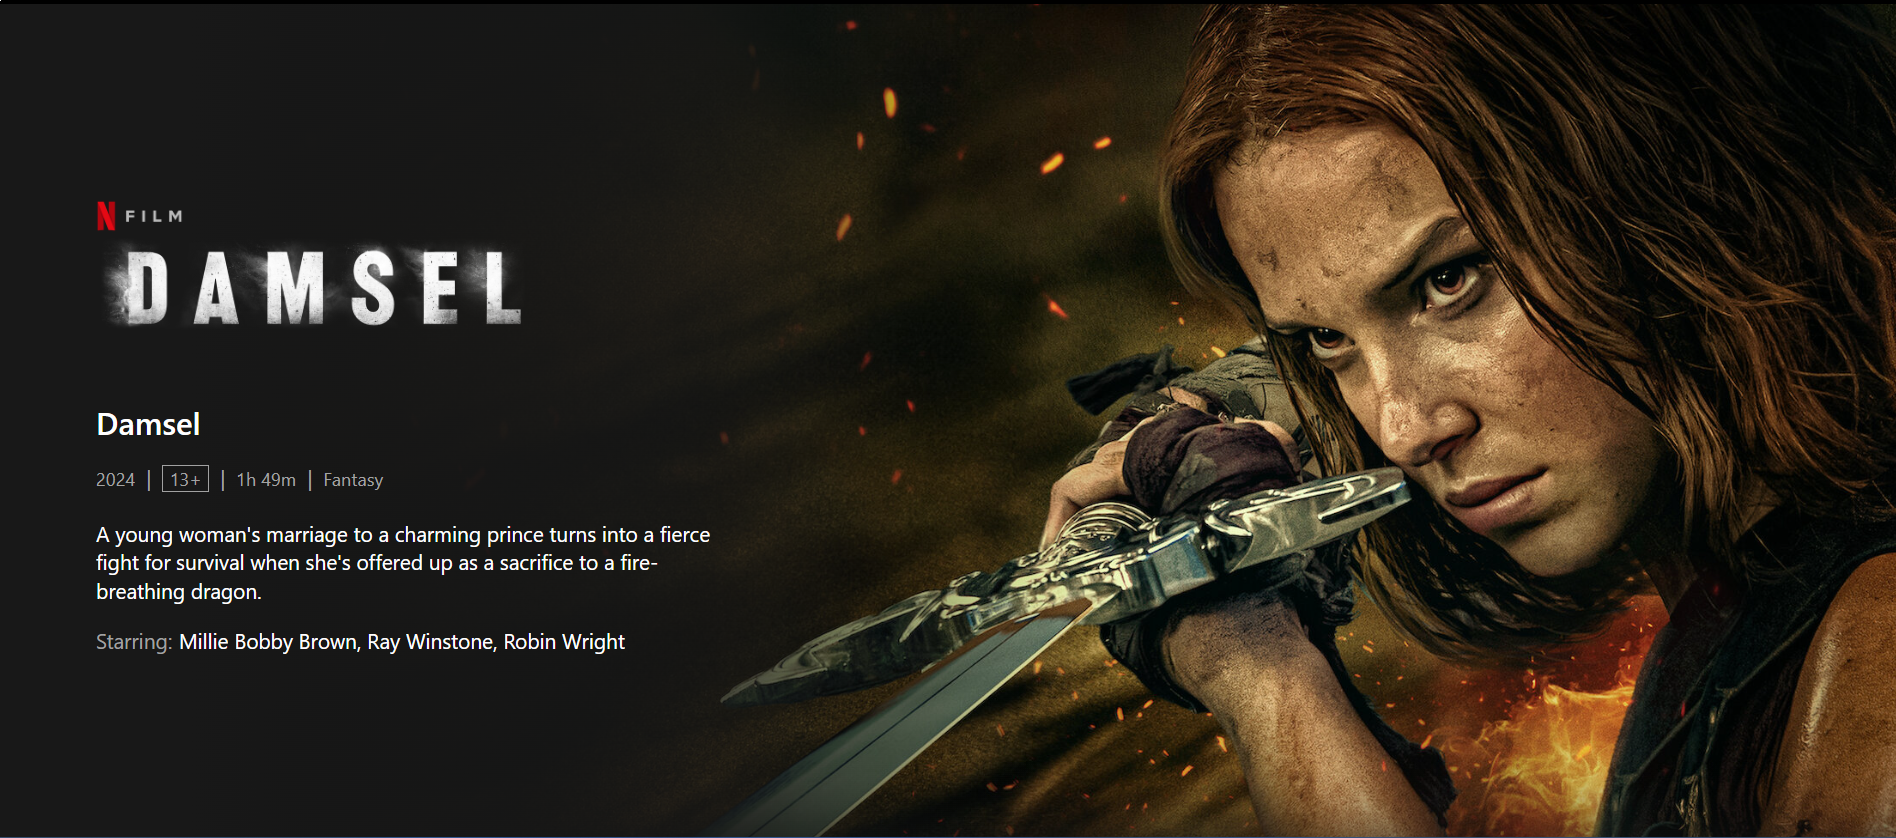 N FILM
DAMSEL
Damsel
2024 | 13+ | 1h 49m | Fantasy
A young woman's marriage to a charming prince turns into a fierce
fight for survival when she's offered up as a sacrifice to a fire-
breathing dragon.
Starring: Millie Bobby Brown, Ray Winstone, Robin Wright